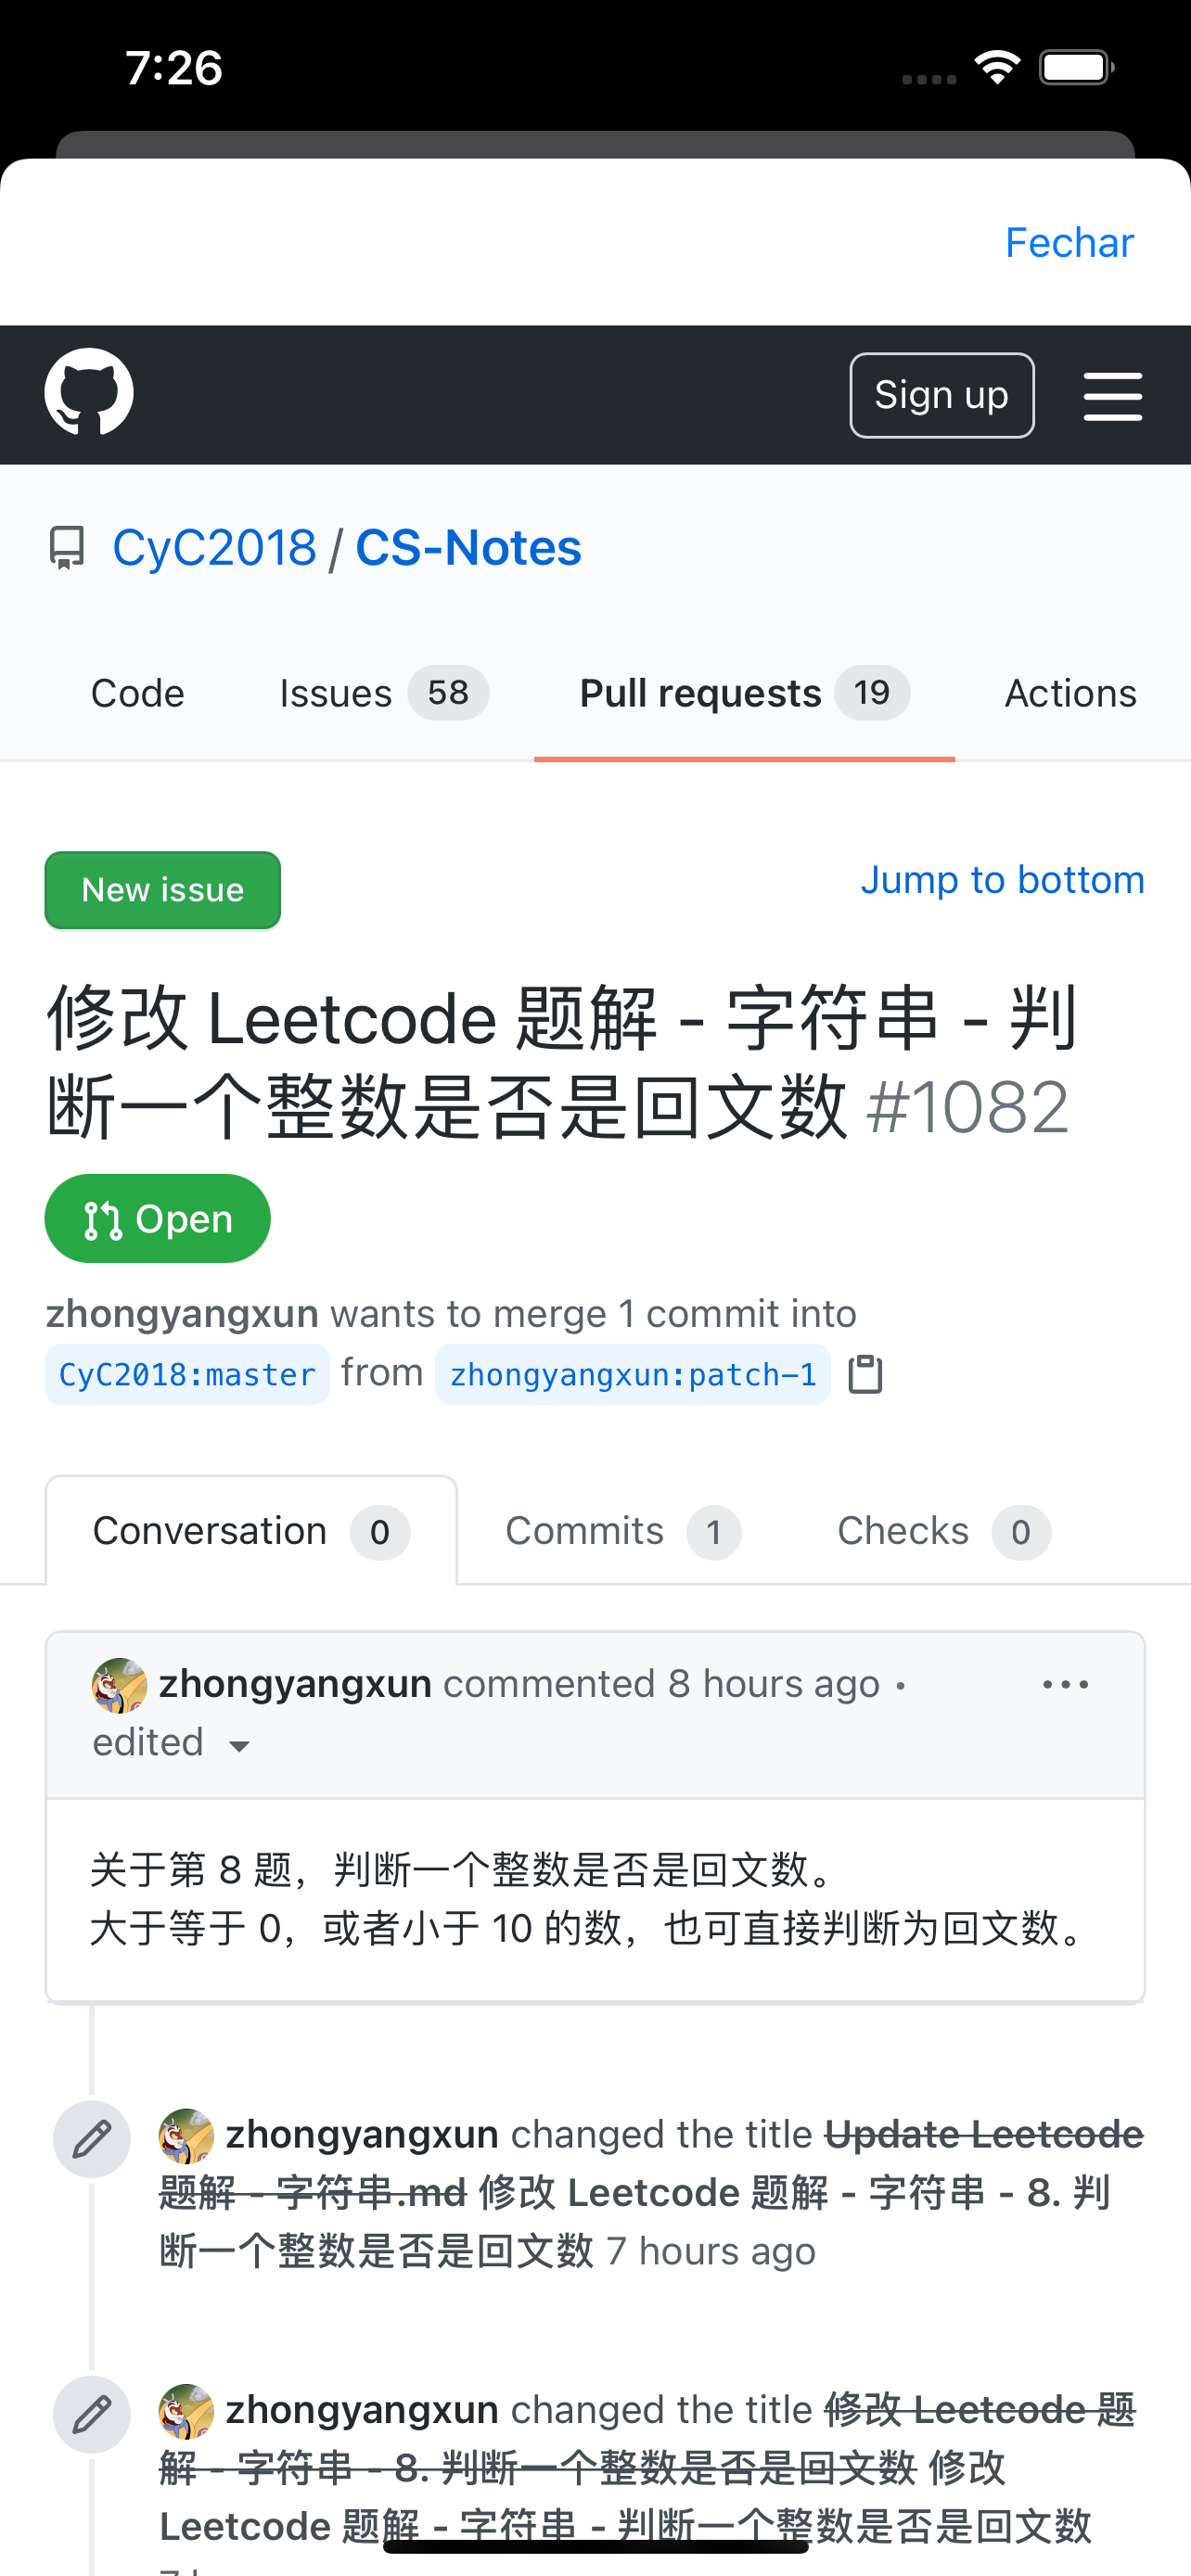 7:26
Fechar
Sign up
CyC2018 / CS-Notes
Code Issues 58 Pull requests 19 Actions
New issue Jump to bottom
修改 Leetcode 题解 - 字符串 - 判
断一个整数是否是回文数 #1082
Open
zhongyangxun wants to merge 1 commit into
CyC2018:master from zhongyangxun:patch-1
Conversation 0 Commits 1 Checks 0
zhongyangxun commented 8 hours ago •
edited
关于第 8 题，判断一个整数是否是回文数。
大于等于 0，或者小于 10 的数，也可直接判断为回文数。
zhongyangxun changed the title Update Leetcode
题解 - 字符串.md 修改 Leetcode 题解 - 字符串 - 8. 判
断一个整数是否是回文数 7 hours ago
zhongyangxun changed the title 修改 Leetcode 题
解 - 字符串 - 8. 判断一个整数是否是回文数 修改
Leetcode 题解 - 字符串 - 判断一个整数是否是回文数